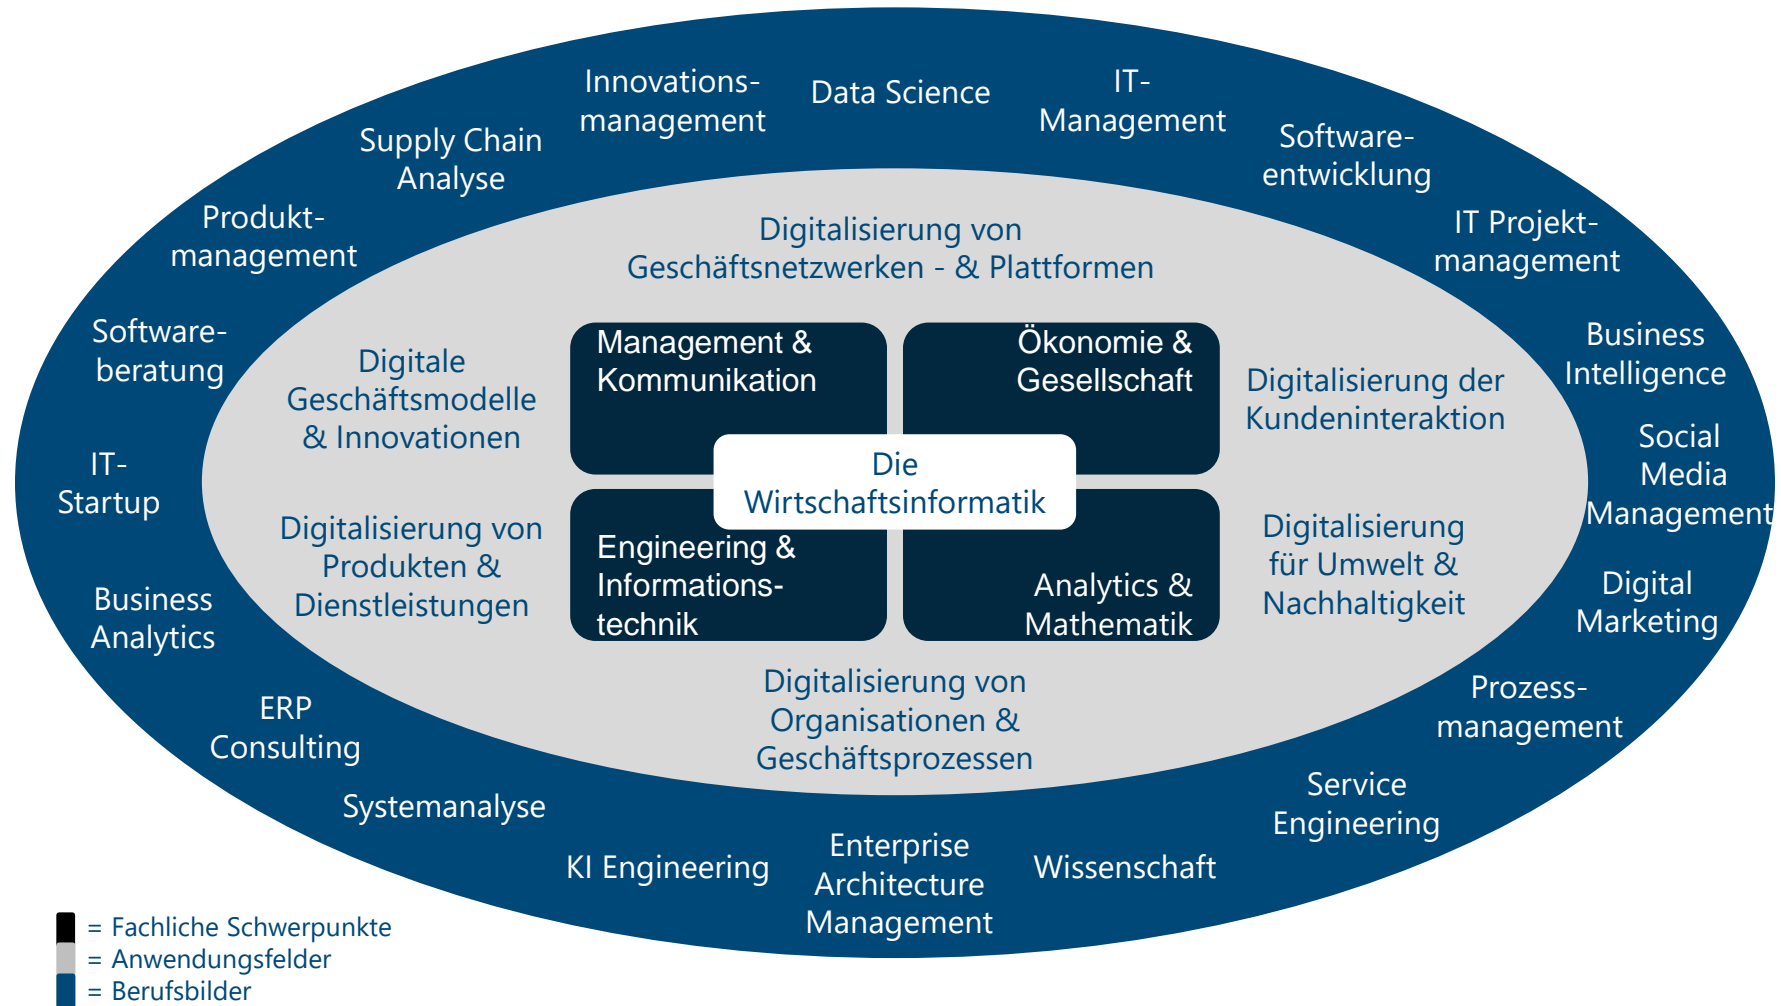 Innovations-
management
Data Science
IT-
Management
Supply Chain
Analyse
Software-
entwicklung
Produkt-
management
IT Projekt-
management
Digitalisierung von
Geschäftsnetzwerken - & Plattformen
Software-
beratung
Business
Intelligence
Digitale
Geschäftsmodelle
& Innovationen
Management &
Kommunikation
Ökonomie &
Gesellschaft
Digitalisierung der
Kundeninteraktion
Social
Media
Management
IT-
Startup
Die
Wirtschaftsinformatik
Digitalisierung von
Produkten &
Dienstleistungen
Engineering &
Informations-
technik
Analytics &
Mathematik
Digitalisierung
für Umwelt &
Nachhaltigkeit
Business
Analytics
Digital
Marketing
Digitalisierung von
Organisationen &
Geschäftsprozessen
ERP
Consulting
Prozess-
management
Systemanalyse
Service
Engineering
KI Engineering
Enterprise
Architecture
Management
Wissenschaft
= Fachliche Schwerpunkte
= Anwendungsfelder
= Berufsbilder